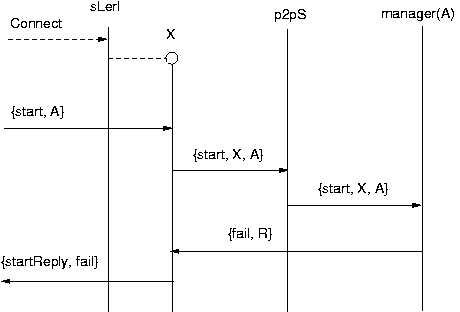 sLerl
Connect
X
p2pS
manager(A)
{start, A}
{start, X, A}
{start, X, A}
{fail, R}
{startReply, fail}